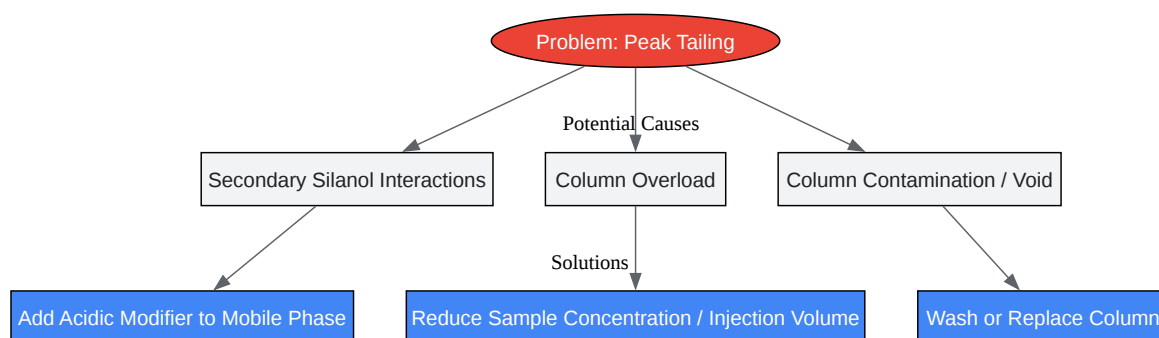 Problem: Peak Tailing
Potential Causes
Secondary Silanol Interactions
Column Overload
Column Contamination / Void
Solutions
Add Acidic Modifier to Mobile Phase
Reduce Sample Concentration / Injection Volume
Wash or Replace Column